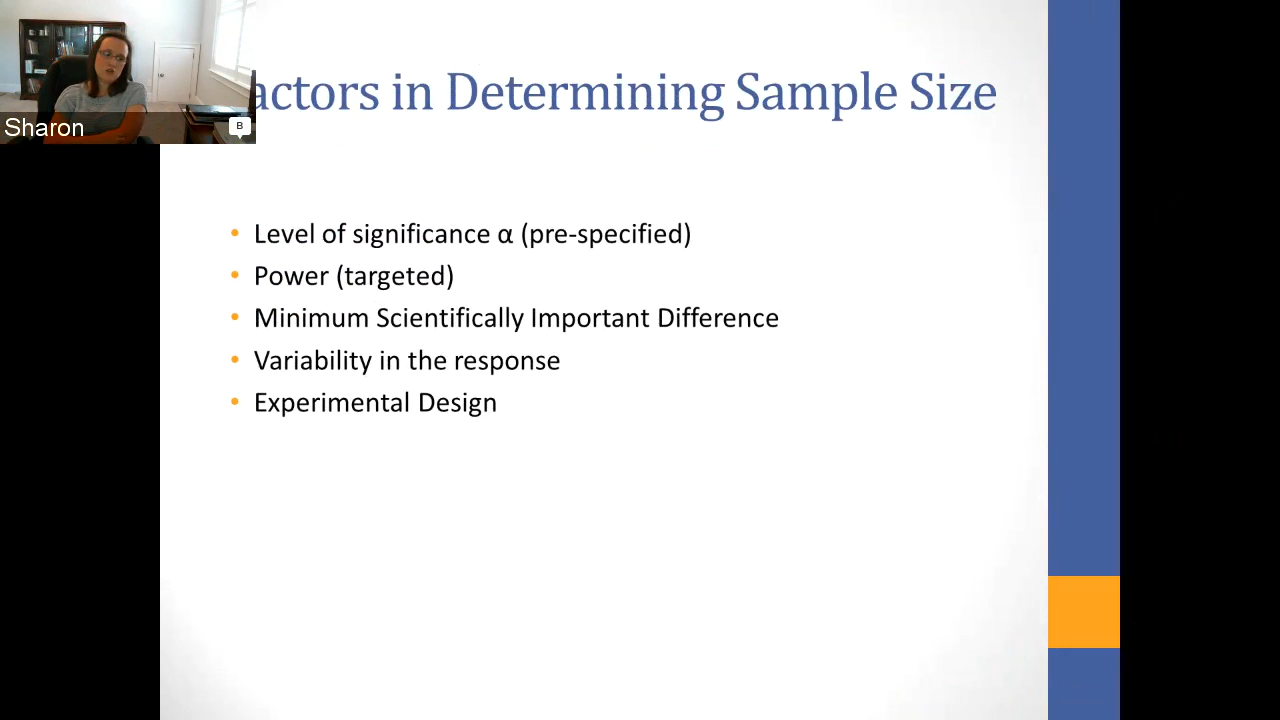 actors in Determining Sample Size
Sharon
B
• Level of significance α (pre-specified)
• Power (targeted)
• Minimum Scientifically Important Difference
• Variability in the response
• Experimental Design